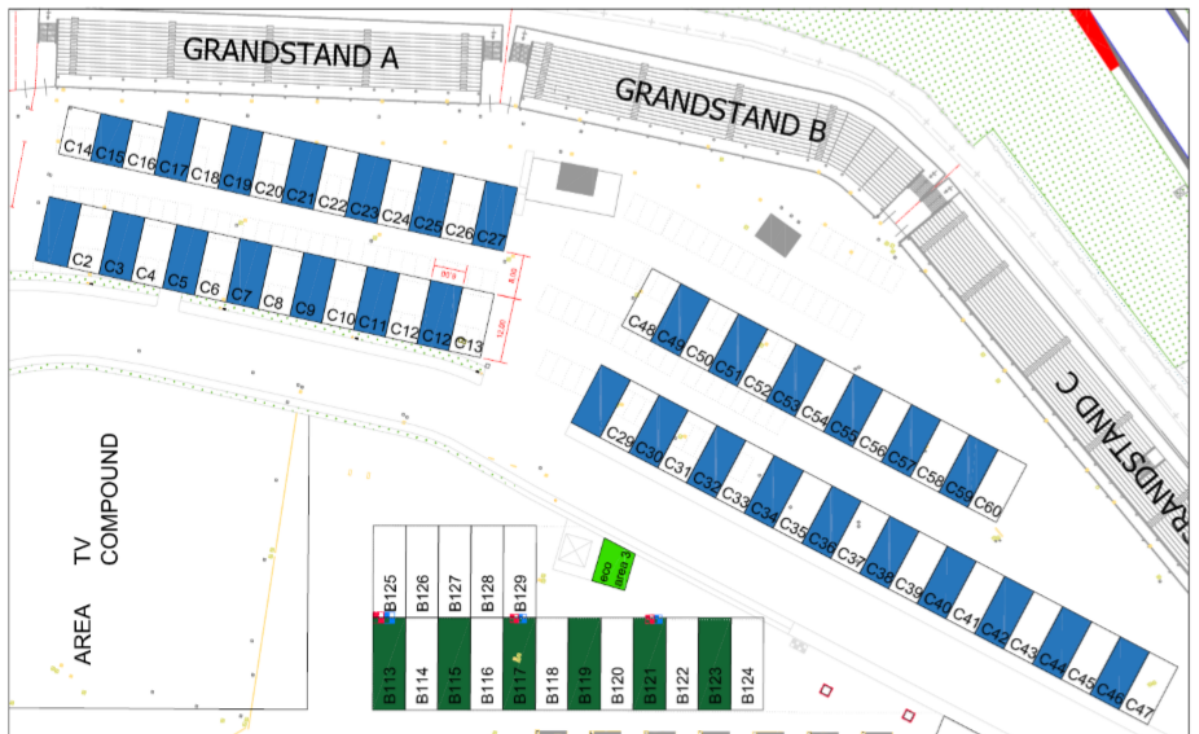 GRANDSTAND A
GRANDSTAND B
GRANDSTAND C
C14
C15
C16
C17
C18
C19
C20
C21
C22
C23
C24
C25
C26
C27
C2
C3
C4
C5
C6
C7
C8
C9
C10
C11
C12
C12
C13
8.00
12.00
C48
C49
C50
C51
C52
C53
C54
C55
C56
C57
C58
C59
C60
C29
C30
C31
C32
C33
C34
C35
C36
C37
C38
C39
C40
C41
C42
C43
C44
C45
C46
C47
AREA TV
COMPOUND
eco
area 3
B125
B126
B127
B128
B129
B113
B114
B115
B116
B117
B118
B119
B120
B121
B122
B123
B124